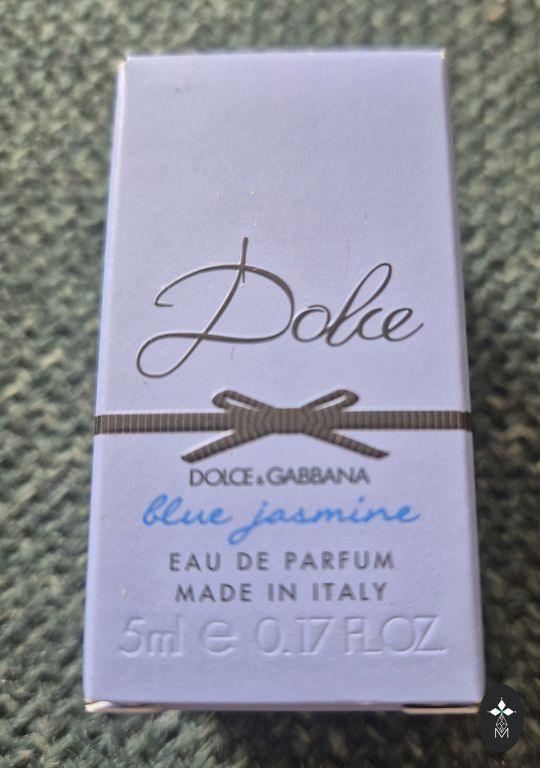 Dolce
DOLCE & GABBANA
blue jasmine
EAU DE PARFUM
MADE IN ITALY
5ml e 0.17 FL.OZ.
M